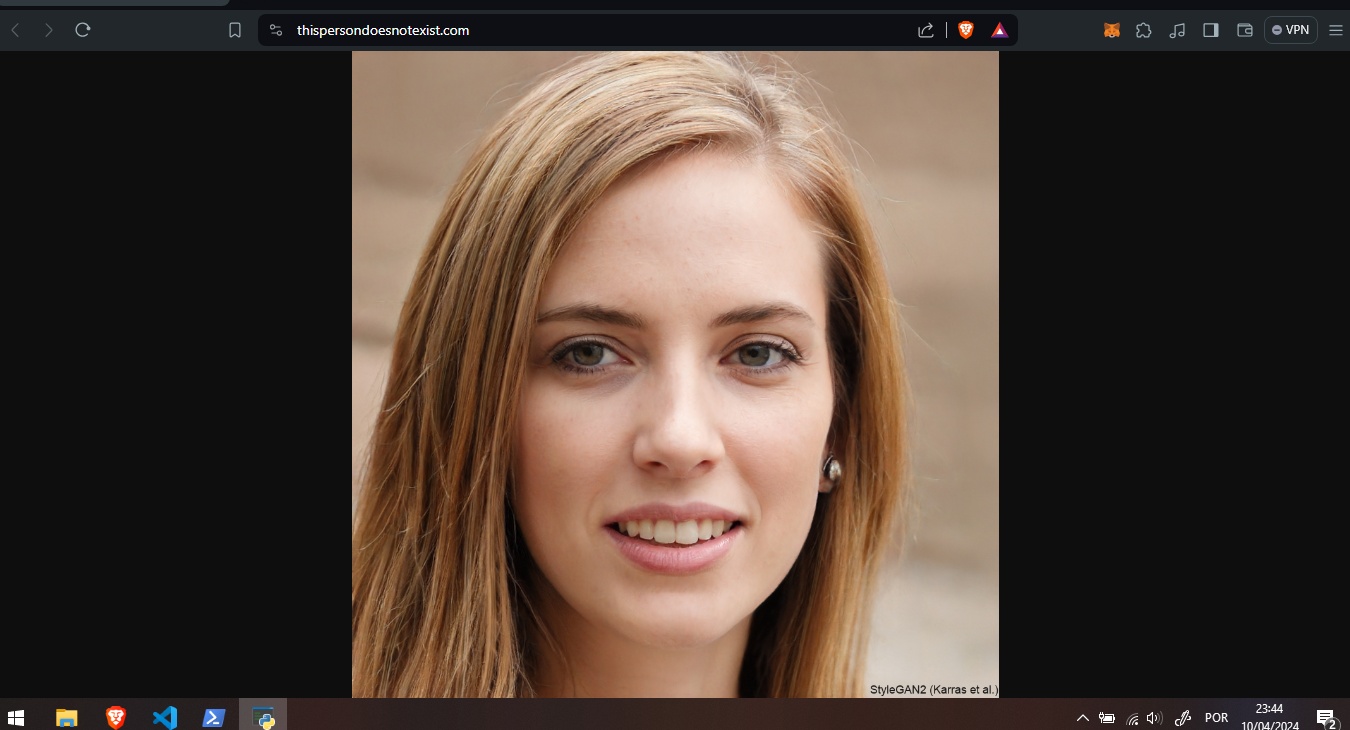 thispersondoesnotexist.com
VPN
StyleGAN2 (Karras et al.)
POR
23:44
10/04/2024
2